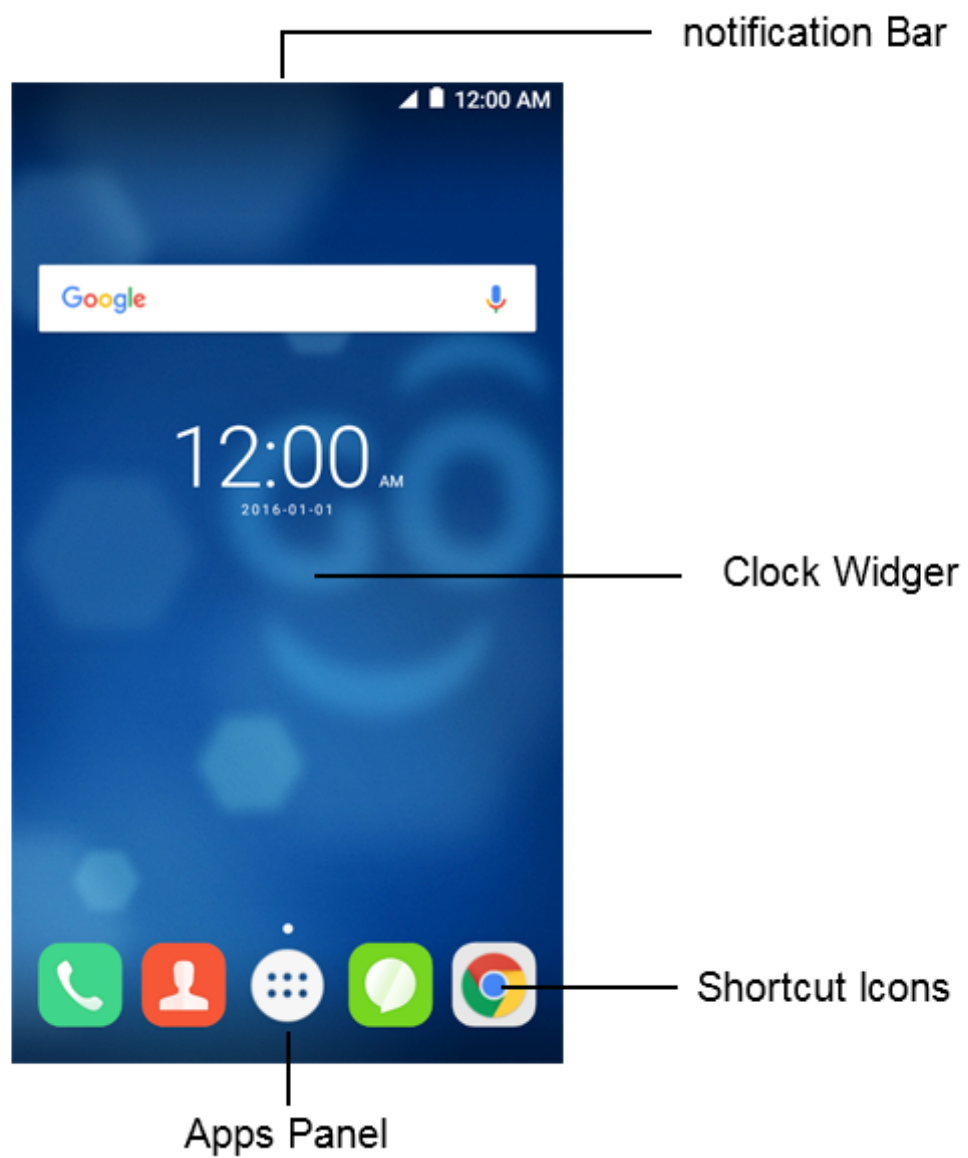 notification Bar
12:00 AM
Google
12:00 AM
2016-01-01
Clock Widger
Shortcut Icons
Apps Panel